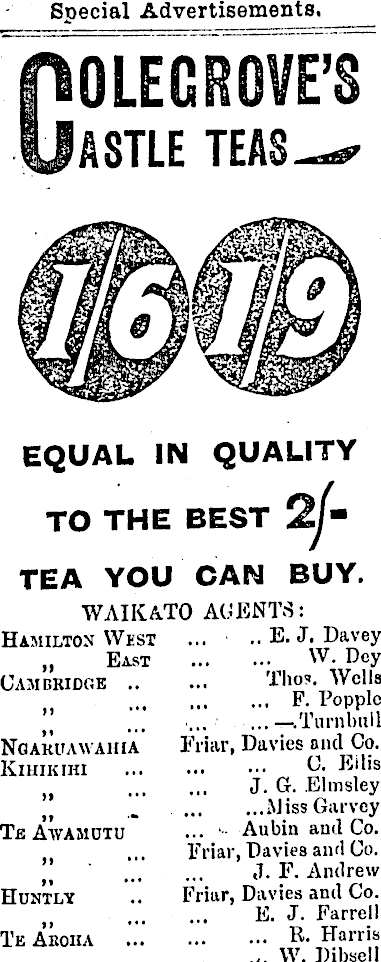 Special Advertisements.
COLEGROVE'S
CASTLE TEAS
1/6 1/9
EQUAL IN QUALITY
TO THE BEST 2/-
TEA YOU CAN BUY.
WAIKATO AGENTS:
HAMILTON WEST ... .. E. J. Davey
„ EAST ... ... W. Dey
CAMBRIDGE .. ... Thos. Wells
„ ... ... ... F. Popple
„ ... ... ... —.Turnbull
NGARUAWAHIA Friar, Davies and Co.
KIHIKIHI ... ... ... C. Ellis
„ ... ... J. G. Elmsley
„ ... ... ...Miss Garvey
TE AWAMUTU ... Aubin and Co.
„ ... Friar, Davies and Co.
„ ... ... J. F. Andrew
HUNTLY .. Friar, Davies and Co.
„ ... ... E. J. Farrell
TE AROHA ... ... ... R. Harris
... W. Dibsell